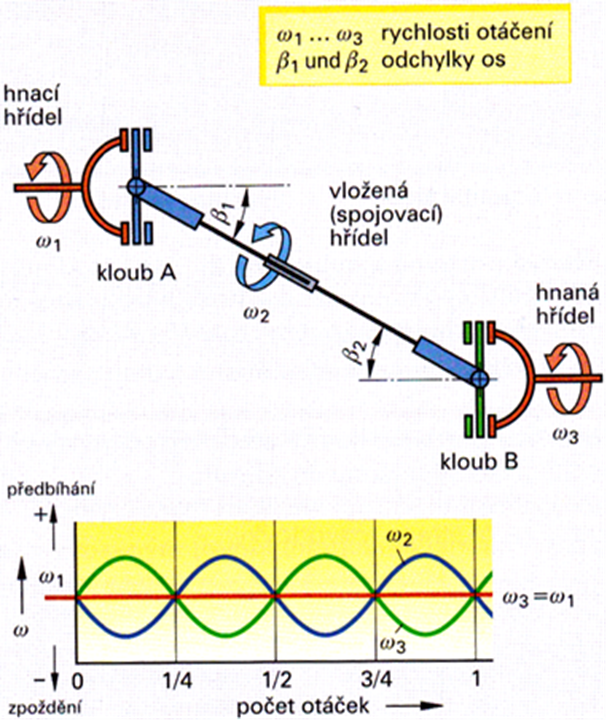 ω1 ... ω3 rychlosti otáčení
β1 und β2 odchylky os
hnací
hřídel
ω1
kloub A
β1
vložená
(spojovací)
hřídel
ω2
hnaná
hřídel
β2
ω3
kloub B
předbíhání
+
ω1
ω
ω2
ω3
ω3 = ω1
−
zpoždění
0 1/4 1/2 3/4 1
počet otáček